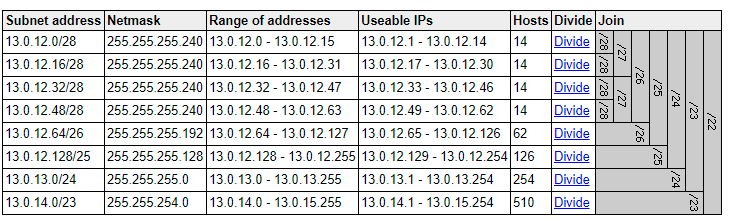 Subnet address Netmask Range of addresses Useable IPs Hosts Divide Join
13.0.12.0/28 255.255.255.240 13.0.12.0 - 13.0.12.15 13.0.12.1 - 13.0.12.14 14 Divide /28 /27 /26 /25 /24 /23 /22
13.0.12.16/28 255.255.255.240 13.0.12.16 - 13.0.12.31 13.0.12.17 - 13.0.12.30 14 Divide /28
13.0.12.32/28 255.255.255.240 13.0.12.32 - 13.0.12.47 13.0.12.33 - 13.0.12.46 14 Divide /28 /27
13.0.12.48/28 255.255.255.240 13.0.12.48 - 13.0.12.63 13.0.12.49 - 13.0.12.62 14 Divide /28
13.0.12.64/26 255.255.255.192 13.0.12.64 - 13.0.12.127 13.0.12.65 - 13.0.12.126 62 Divide /26
13.0.12.128/25 255.255.255.128 13.0.12.128 - 13.0.12.255 13.0.12.129 - 13.0.12.254 126 Divide /25
13.0.13.0/24 255.255.255.0 13.0.13.0 - 13.0.13.255 13.0.13.1 - 13.0.13.254 254 Divide /24
13.0.14.0/23 255.255.254.0 13.0.14.0 - 13.0.15.255 13.0.14.1 - 13.0.15.254 510 Divide /23